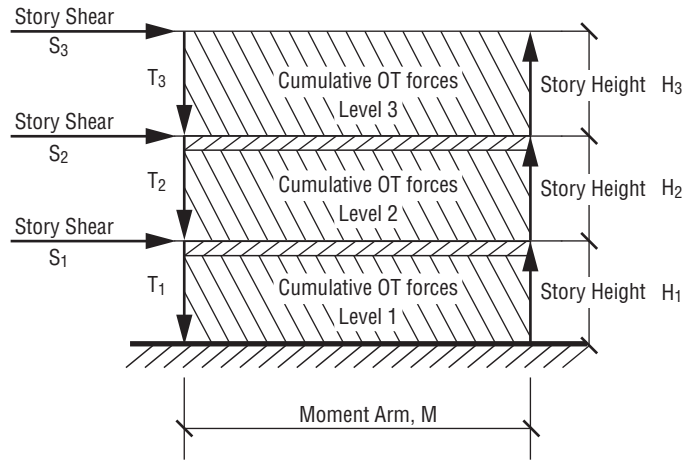 Story Shear
S3
T3
Cumulative OT forces
Level 3
Story Height H3
Story Shear
S2
T2
Cumulative OT forces
Level 2
Story Height H2
Story Shear
S1
T1
Cumulative OT forces
Level 1
Story Height H1
Moment Arm, M